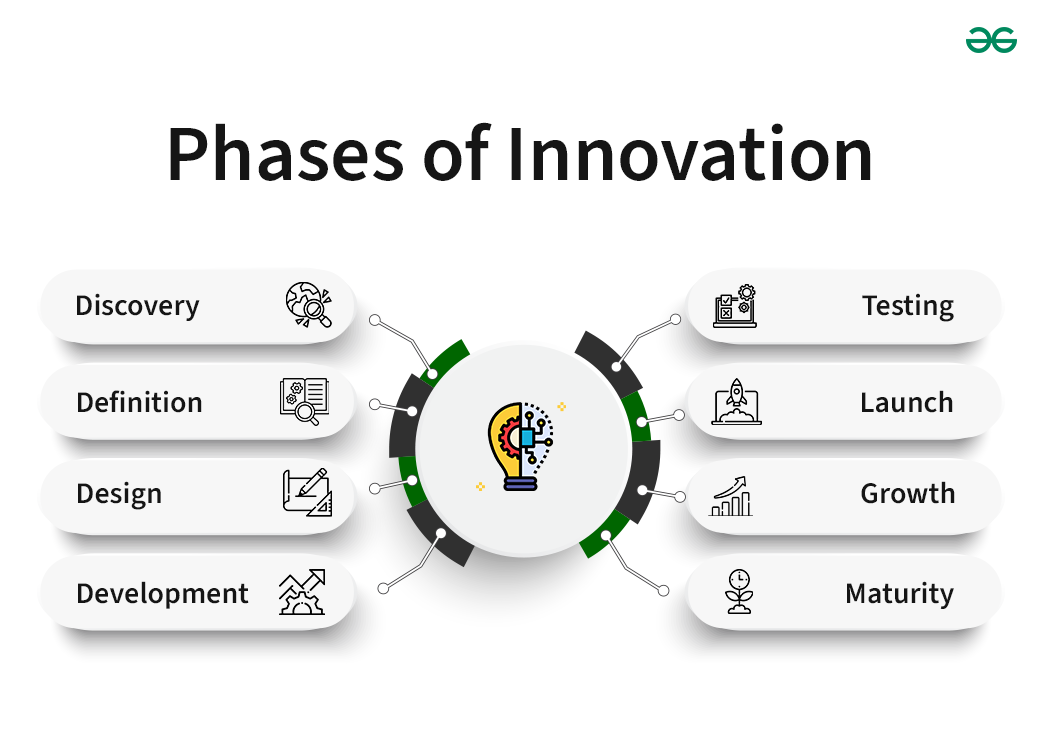 Phases of Innovation
Discovery
Definition
Design
Development
Testing
Launch
Growth
Maturity